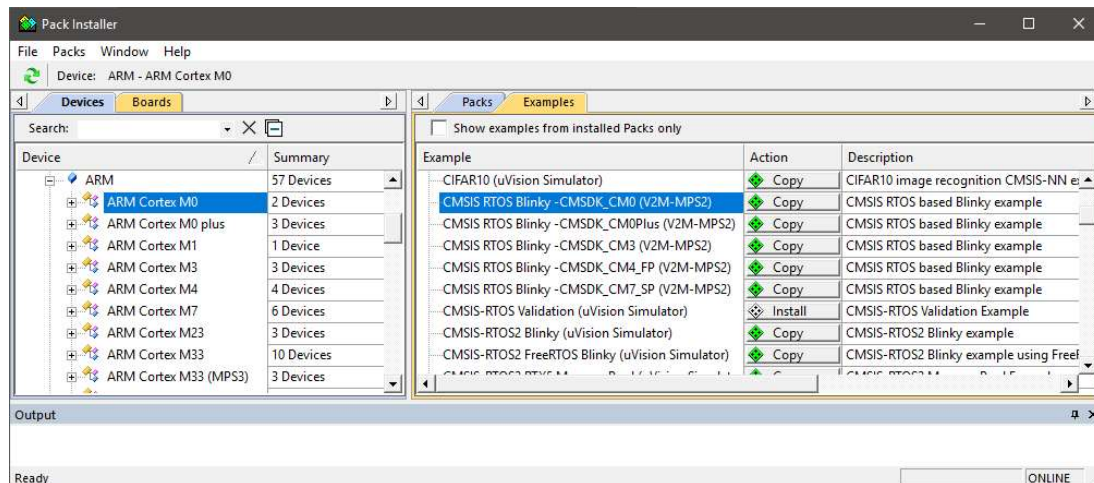 Pack Installer
File Packs Window Help
Device: ARM - ARM Cortex M0
Devices Boards
Search:
Device Summary
ARM 57 Devices
ARM Cortex M0 2 Devices
ARM Cortex M0 plus 3 Devices
ARM Cortex M1 1 Device
ARM Cortex M3 3 Devices
ARM Cortex M4 4 Devices
ARM Cortex M7 6 Devices
ARM Cortex M23 3 Devices
ARM Cortex M33 10 Devices
ARM Cortex M33 (MPS3) 3 Devices
Packs Examples
Show examples from installed Packs only
Example Action Description
CIFAR10 (uVision Simulator) Copy CIFAR10 image recognition CMSIS-NN
CMSIS RTOS Blinky -CMSDK_CM0 (V2M-MPS2) Copy CMSIS RTOS based Blinky example
CMSIS RTOS Blinky -CMSDK_CM0Plus (V2M-MPS2) Copy CMSIS RTOS based Blinky example
CMSIS RTOS Blinky -CMSDK_CM3 (V2M-MPS2) Copy CMSIS RTOS based Blinky example
CMSIS RTOS Blinky -CMSDK_CM4_FP (V2M-MPS2) Copy CMSIS RTOS based Blinky example
CMSIS RTOS Blinky -CMSDK_CM7_SP (V2M-MPS2) Copy CMSIS RTOS based Blinky example
CMSIS-RTOS Validation (uVision Simulator) Install CMSIS-RTOS Validation Example
CMSIS-RTOS2 Blinky (uVision Simulator) Copy CMSIS-RTOS2 Blinky example
CMSIS-RTOS2 FreeRTOS Blinky (uVision Simulator) Copy CMSIS-RTOS2 Blinky example using
Output
Ready ONLINE